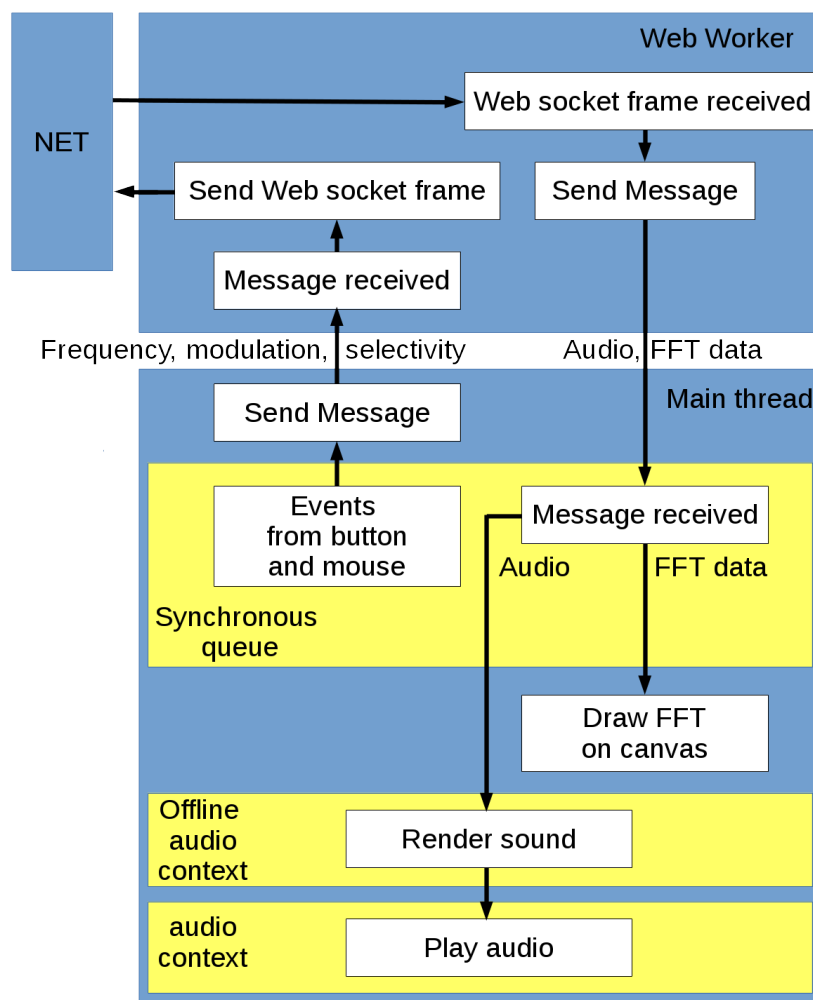 Web Worker
Web socket frame received
NET
Send Web socket frame
Send Message
Message received
Frequency, modulation, selectivity
Audio, FFT data
Main thread
Send Message
Events
from button
and mouse
Message received
Audio
FFT data
Synchronous
queue
Draw FFT
on canvas
Offline
audio
context
Render sound
audio
context
Play audio